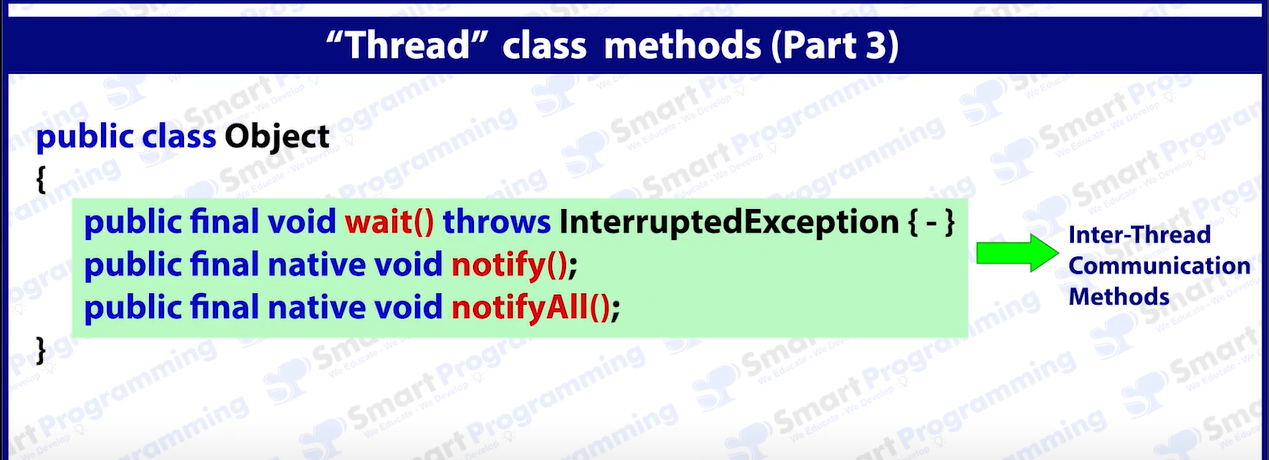 “Thread” class methods (Part 3)
public class Object
{
public final void wait() throws InterruptedException { - }
public final native void notify();
public final native void notifyAll();
}
Inter-Thread
Communication
Methods
Smart Programming
We Educate - We Develop